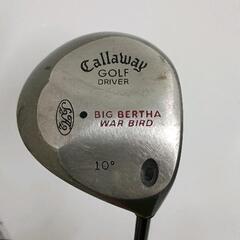 Callaway
GOLF
DRIVER
BIG BERTHA
WAR BIRD
10°